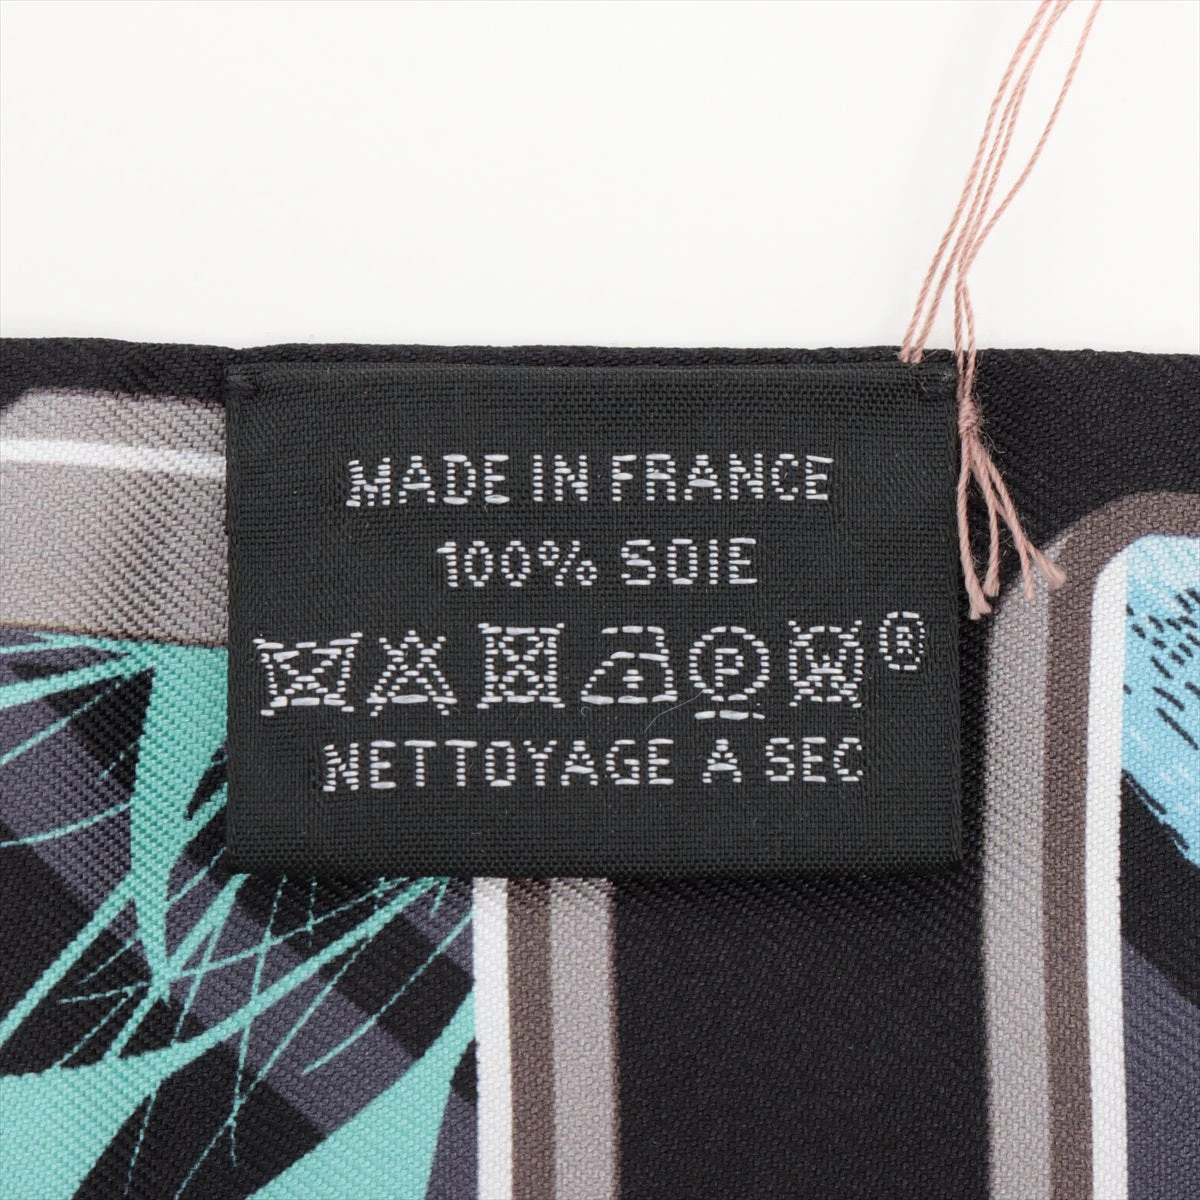 MADE IN FRANCE
100% SOIE
P W ®
NETTOYAGE A SEC